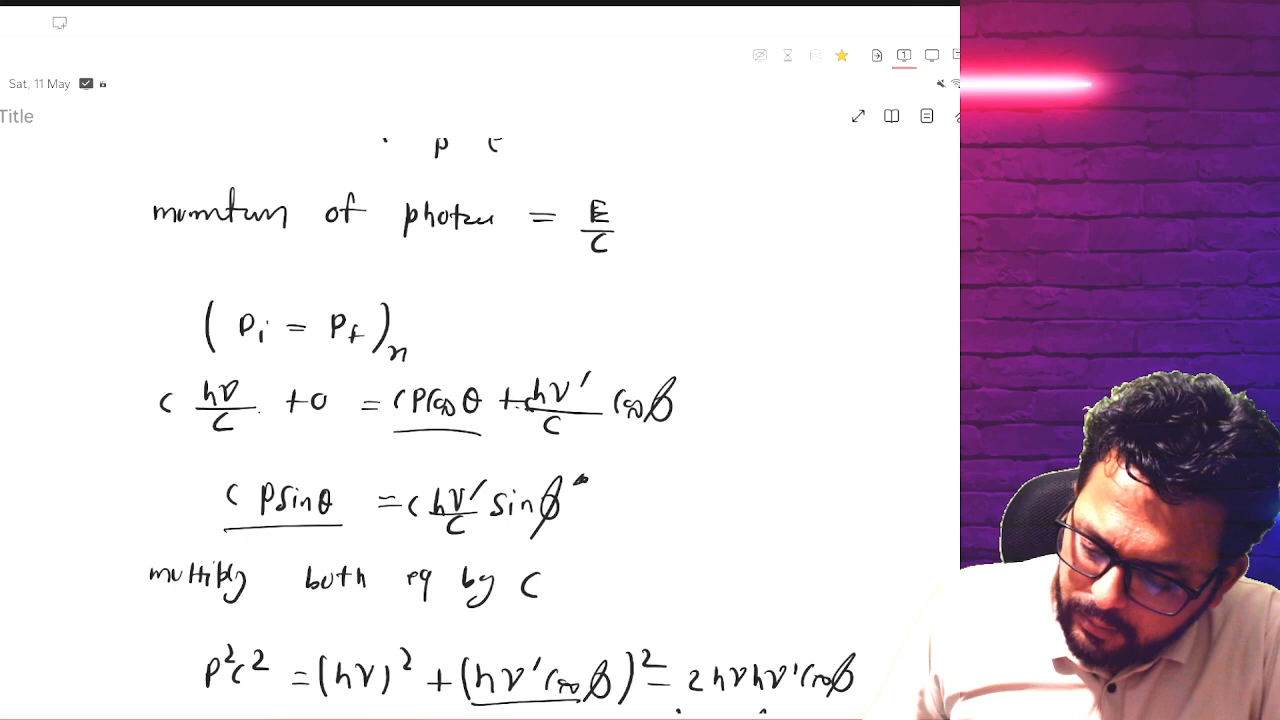 Sat, 11 May
Title
1
p c
momentum of photon = E/C
( Pi = Pf )x
c hν/c + 0 = c P cos θ + c hν'/c cos ϕ
c P sin θ = c hν'/c sin ϕ
multiply both eq by C
P²c² = (hν)² + (hν' cos ϕ)² - 2 hν hν' cos ϕ